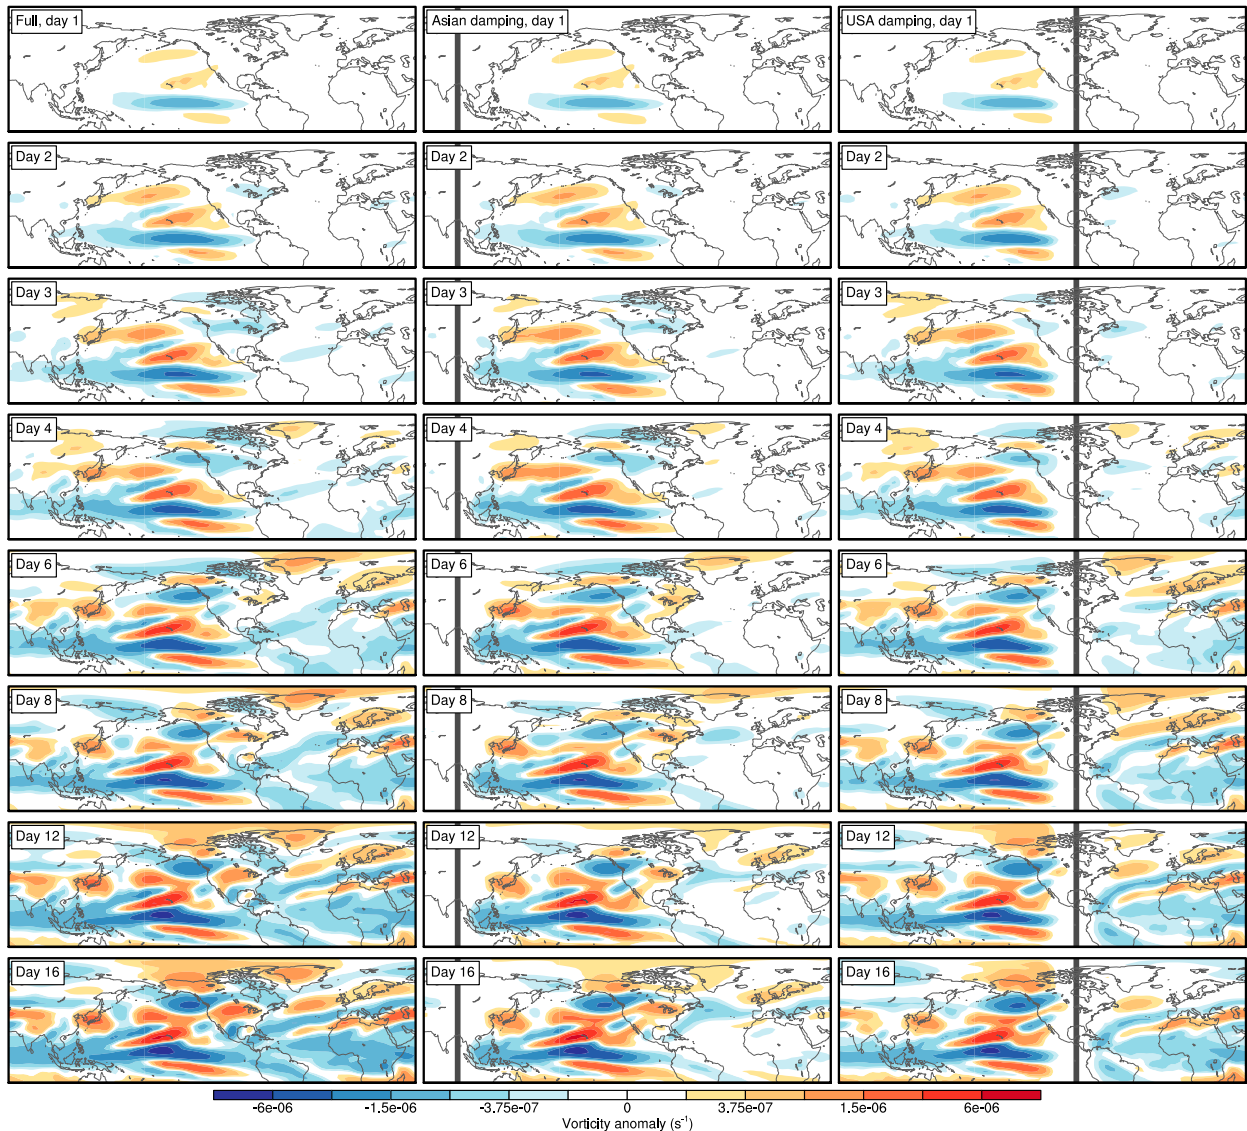 Full, day 1 Asian damping, day 1 USA damping, day 1
Day 2 Day 2 Day 2
Day 3 Day 3 Day 3
Day 4 Day 4 Day 4
Day 6 Day 6 Day 6
Day 8 Day 8 Day 8
Day 12 Day 12 Day 12
Day 16 Day 16 Day 16
-6e-06 -1.5e-06 -3.75e-07 0 3.75e-07 1.5e-06 6e-06
Vorticity anomaly (s⁻¹)